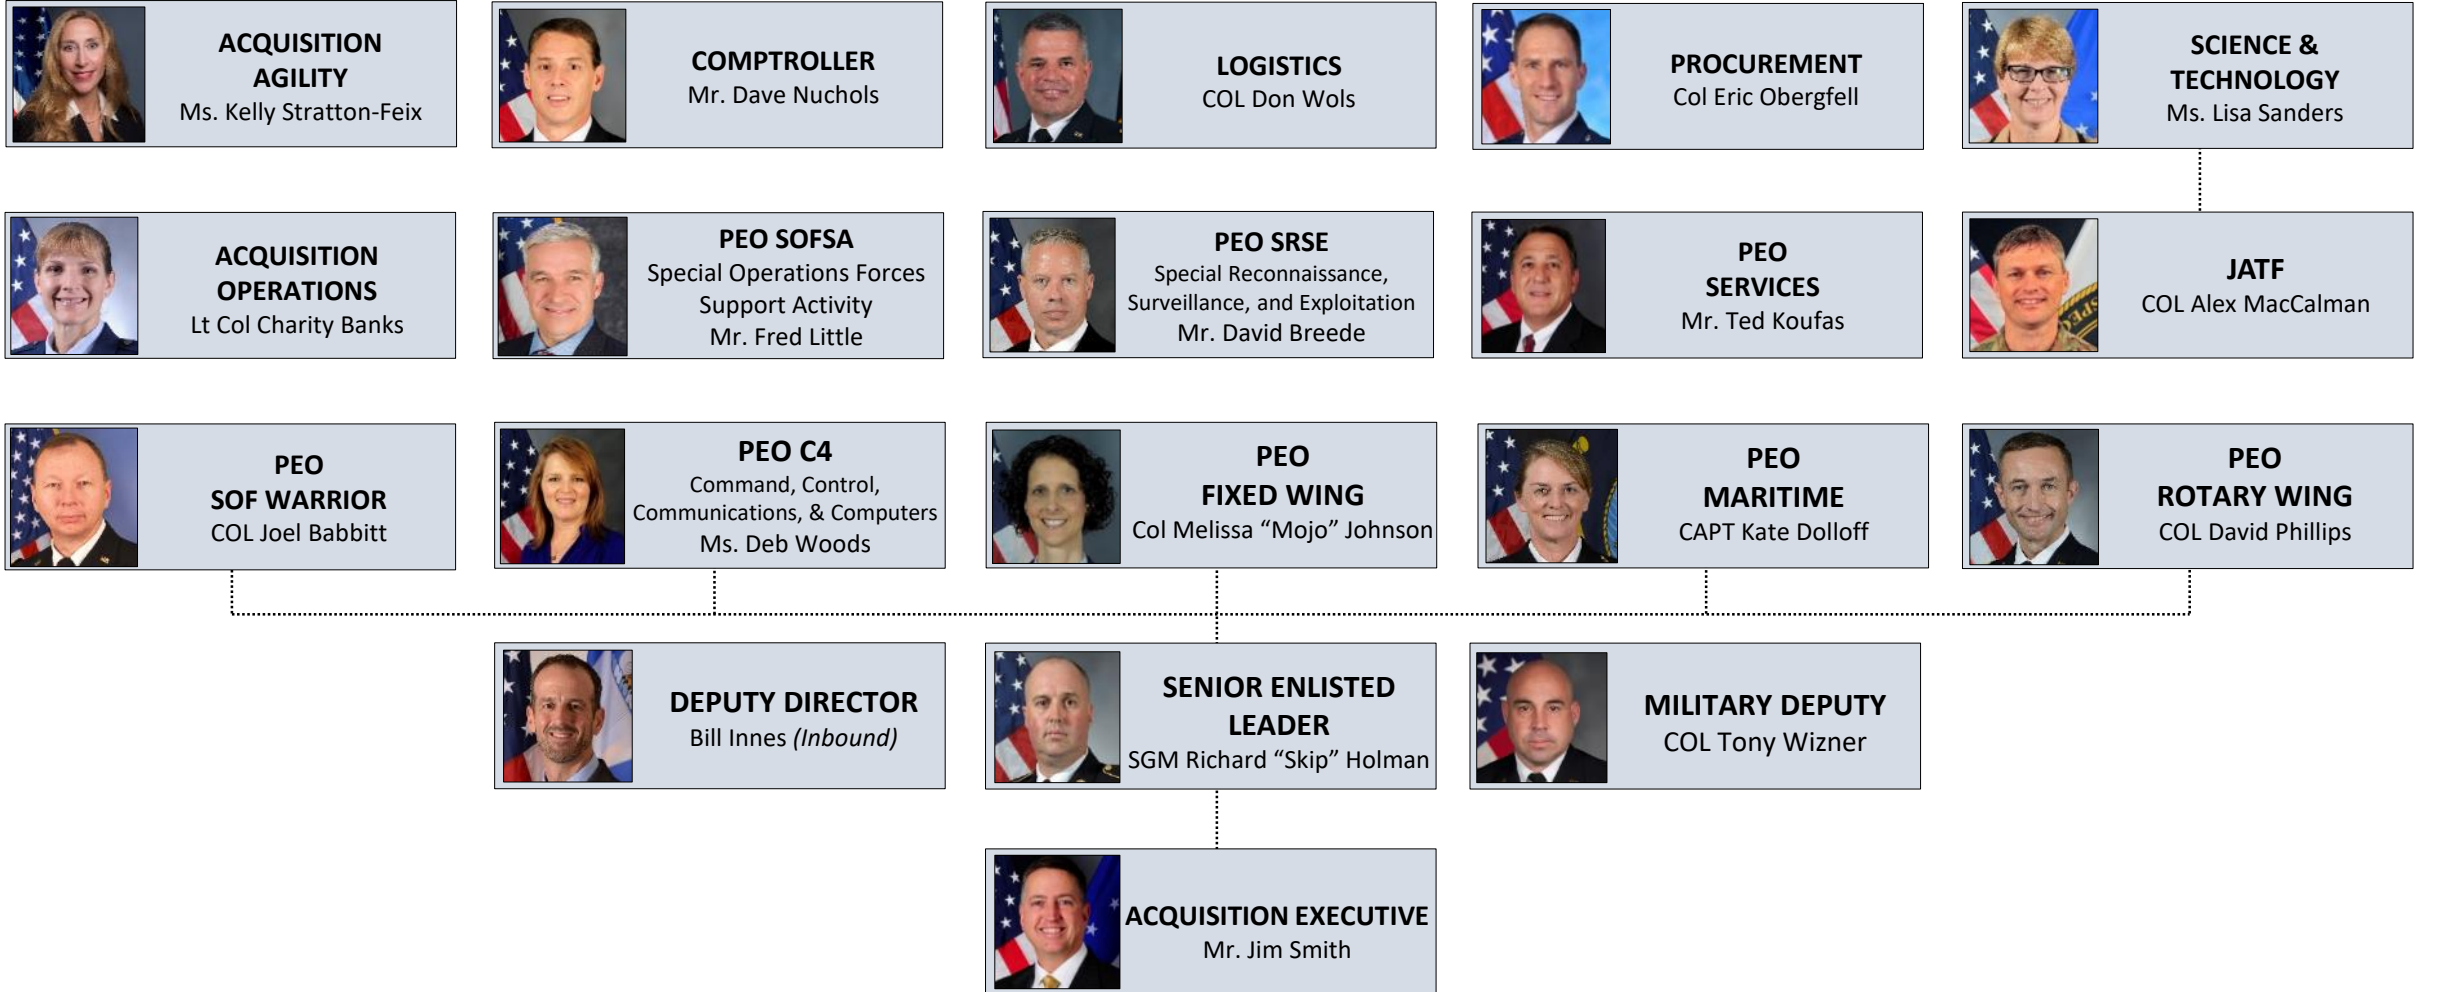 ACQUISITION
AGILITY
Ms. Kelly Stratton-Feix
COMPTROLLER
Mr. Dave Nuchols
LOGISTICS
COL Don Wols
PROCUREMENT
Col Eric Obergfell
SCIENCE &
TECHNOLOGY
Ms. Lisa Sanders
ACQUISITION
OPERATIONS
Lt Col Charity Banks
PEO SOFSA
Special Operations Forces
Support Activity
Mr. Fred Little
PEO SRSE
Special Reconnaissance,
Surveillance, and Exploitation
Mr. David Breede
PEO
SERVICES
Mr. Ted Koufas
JATF
COL Alex MacCalman
PEO
SOF WARRIOR
COL Joel Babbitt
PEO C4
Command, Control,
Communications, & Computers
Ms. Deb Woods
PEO
FIXED WING
Col Melissa “Mojo” Johnson
PEO
MARITIME
CAPT Kate Dolloff
PEO
ROTARY WING
COL David Phillips
DEPUTY DIRECTOR
Bill Innes (Inbound)
SENIOR ENLISTED
LEADER
SGM Richard “Skip” Holman
MILITARY DEPUTY
COL Tony Wizner
ACQUISITION EXECUTIVE
Mr. Jim Smith